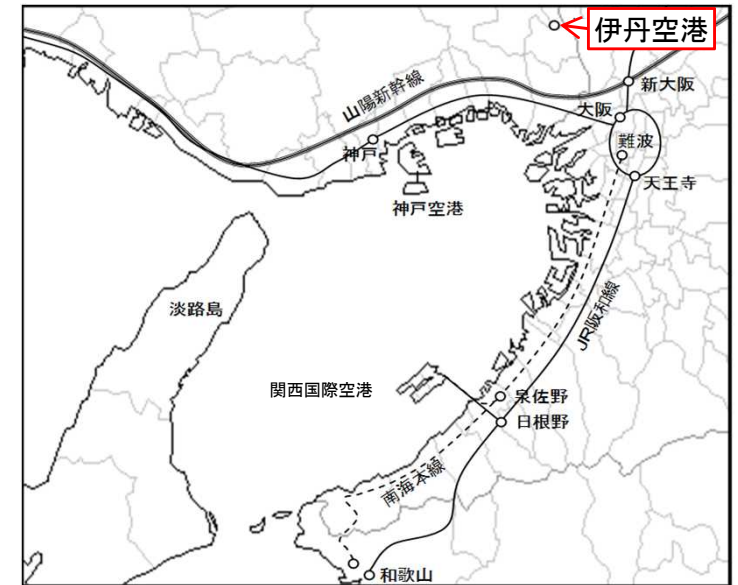 伊丹空港
山陽新幹線
新大阪
大阪
難波
神戸
天王寺
神戸空港
淡路島
JR阪和線
関西国際空港
泉佐野
日根野
南海本線
和歌山